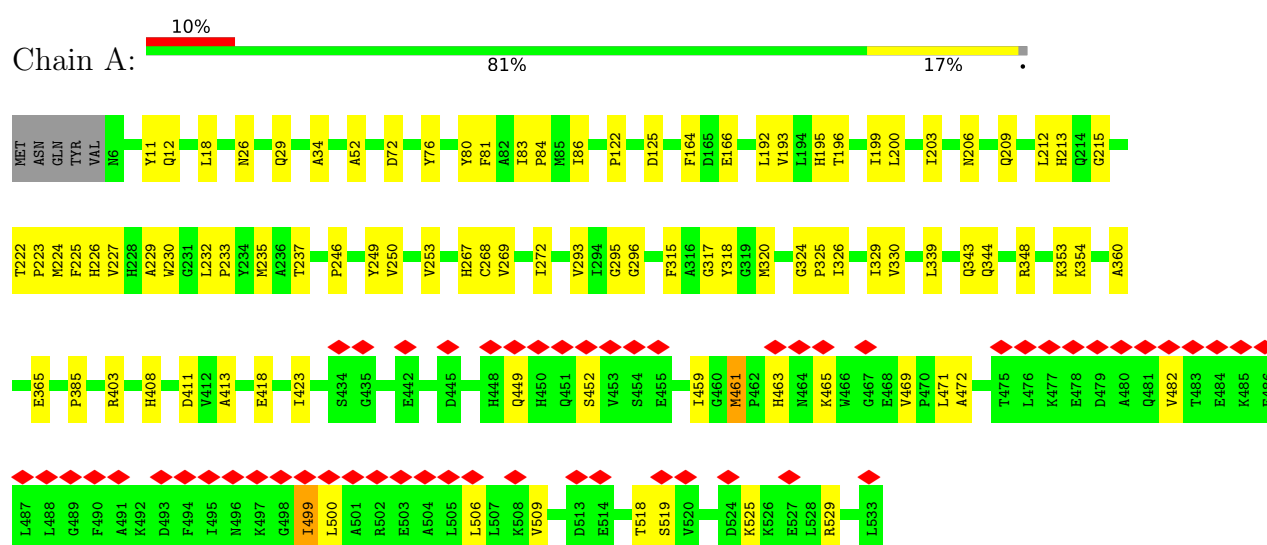 10%
Chain A:
81% 17% •
MET ASN GLN TYR VAL N6 Y11 Q12 L18 N26 Q29 A34 A52 D72 Y76 Y80 F81 A82 I83 P84 M85 I86 P122 D125 F164 D165 E166 L192 V193 L194 H195 T196 I199 L200 I203 N206 Q209 L212 H213 Q214 G215
T222 P223 M224 F225 H226 V227 H228 A229 W230 G231 L232 P233 Y234 M235 A236 T237 P246 Y249 V250 V253 H267 C268 V269 I272 V293 I294 G295 G296 F315 A316 G317 Y318 G319 M320 G324 P325 I326 I329 V330 L339 Q343 Q344 R348 K353 K354 A360
E365 P385 R403 H408 D411 V412 A413 E418 I423 S434 G435 E442 D445 H448 Q449 H450 Q451 S452 V453 S454 E455 I459 G460 M461 P462 H463 N464 K465 W466 G467 E468 V469 P470 L471 A472 T475 L476 K477 E478 D479 A480 Q481 V482 T483 E484 K485
L487 L488 G489 F490 A491 K492 D493 F494 I495 N496 K497 G498 I499 L500 A501 R502 E503 A504 L505 L506 L507 K508 V509 D513 E514 T518 S519 V520 D524 K525 K526 E527 L528 R529 L533